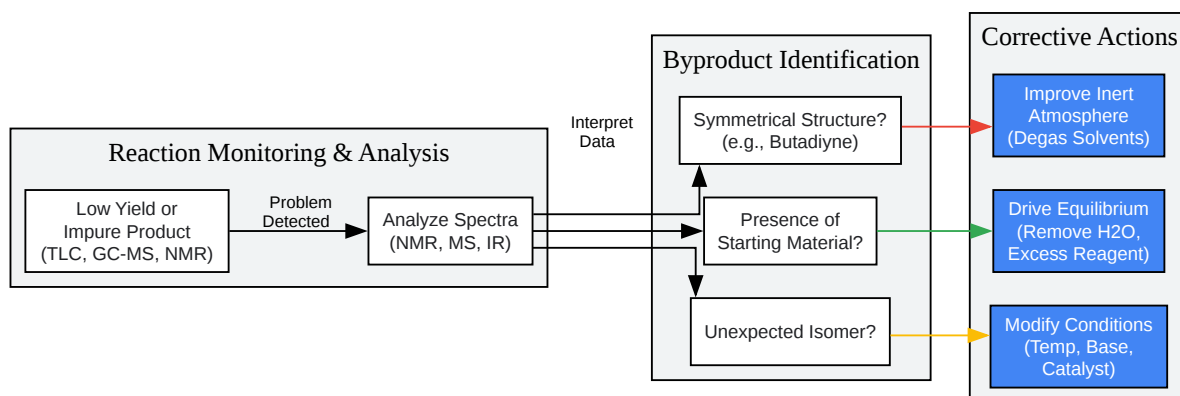 Reaction Monitoring & Analysis
Low Yield or
Impure Product
(TLC, GC-MS, NMR)
Problem
Detected
Analyze Spectra
(NMR, MS, IR)
Interpret
Data
Byproduct Identification
Symmetrical Structure?
(e.g., Butadiyne)
Presence of
Starting Material?
Unexpected Isomer?
Corrective Actions
Improve Inert
Atmosphere
(Degas Solvents)
Drive Equilibrium
(Remove H2O,
Excess Reagent)
Modify Conditions
(Temp, Base,
Catalyst)